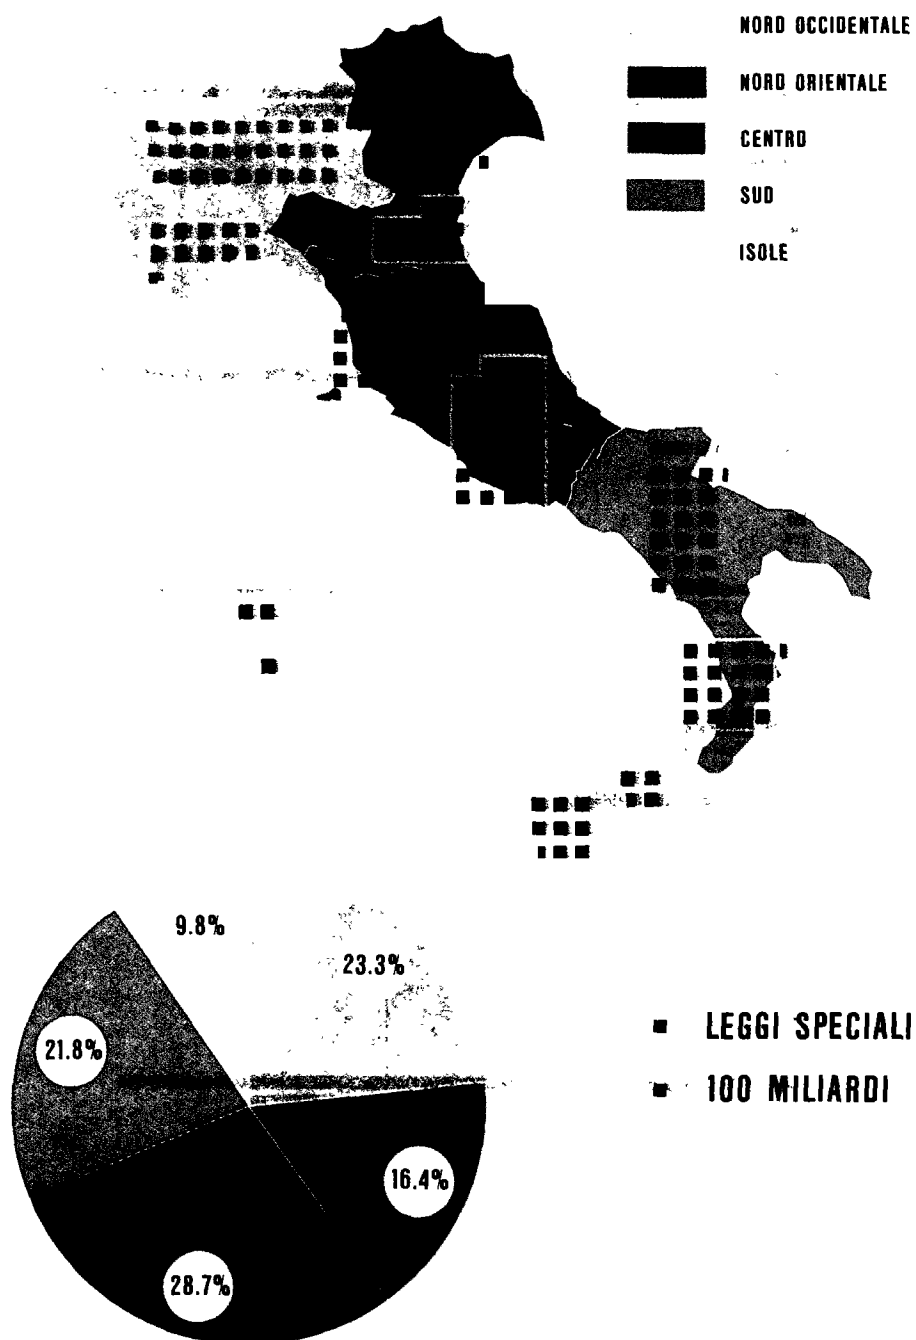 NORD OCCIDENTALE
NORD ORIENTALE
CENTRO
SUD
ISOLE
9.8%
23.3%
21.8%
16.4%
28.7%
LEGGI SPECIALI
100 MILIARDI